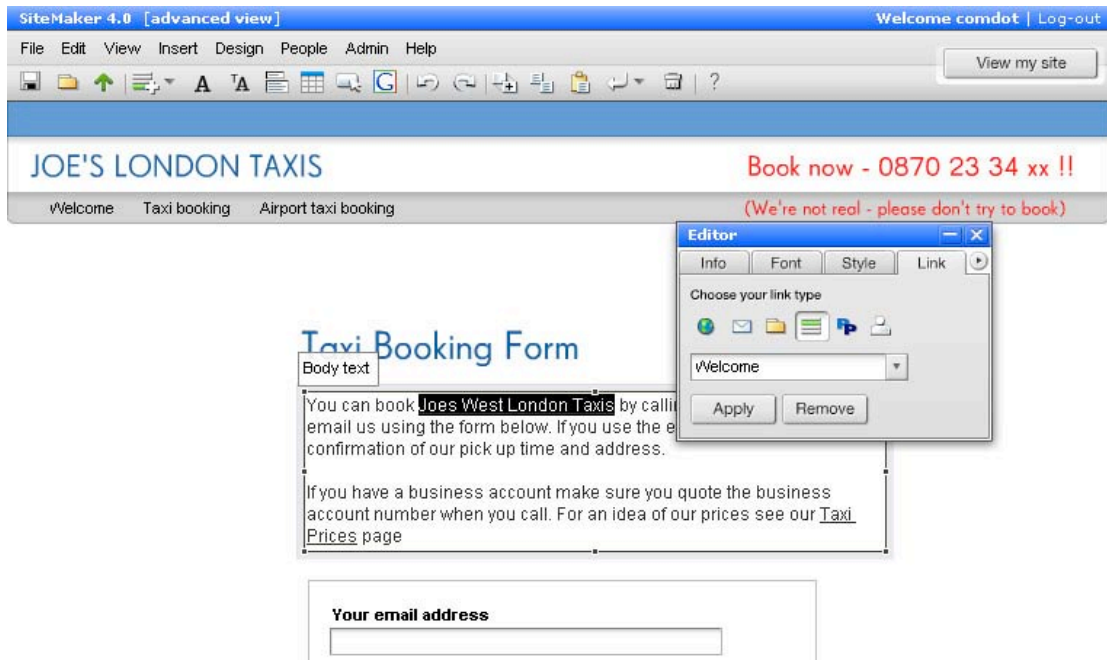 SiteMaker 4.0 [advanced view] Welcome comdot | Log-out
File Edit View Insert Design People Admin Help
View my site
JOE'S LONDON TAXIS
Book now - 0870 23 34 xx !!
Welcome Taxi booking Airport taxi booking
(We're not real - please don't try to book)
Editor
Info Font Style Link
Choose your link type
Welcome
Apply Remove
Taxi Booking Form
Body text
You can book Joes West London Taxis by
email us using the form below. If you use the
confirmation of our pick up time and address.
If you have a business account make sure you quote the business
account number when you call. For an idea of our prices see our Taxi
Prices page
Your email address